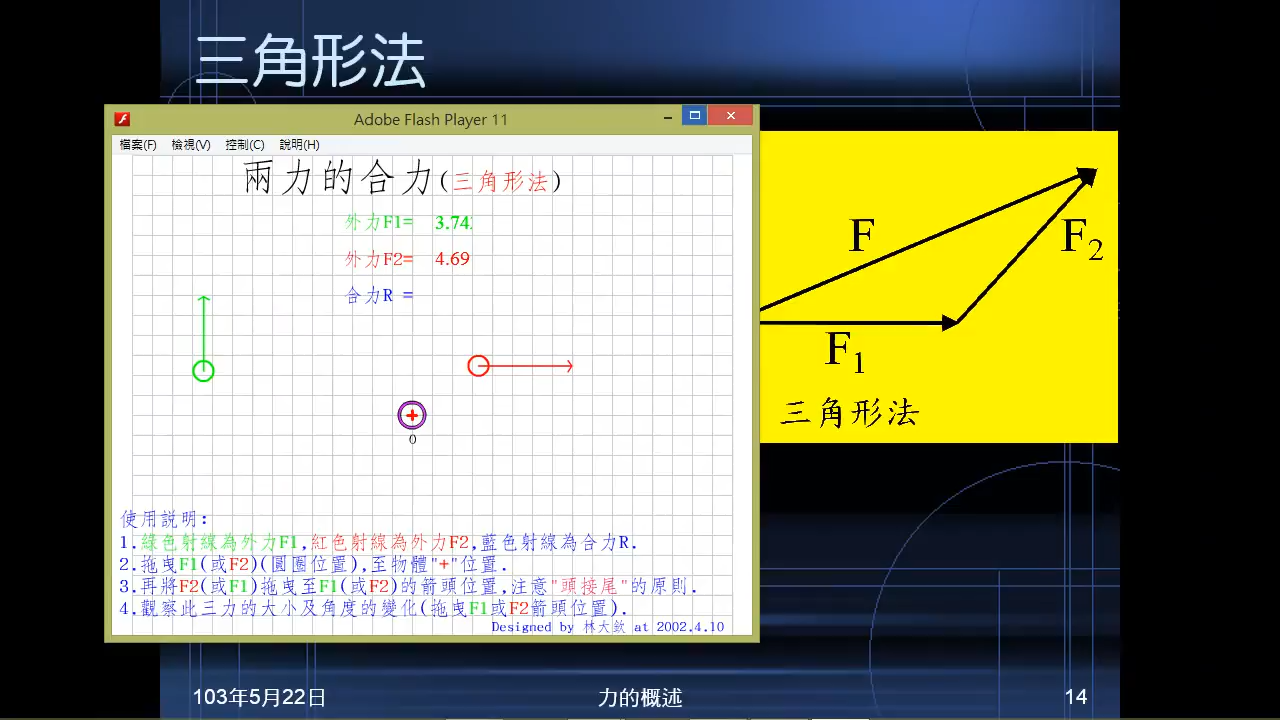 三角形法
Adobe Flash Player 11
檔案(F) 檢視(V) 控制(C) 說明(H)
兩力的合力(三角形法)
外力F1= 3.74
外力F2= 4.69
合力R =
0
使用說明:
1.綠色射線為外力F1,紅色射線為外力F2,藍色射線為合力R.
2.拖曳F1(或F2)(圓圈位置),至物體"+"位置.
3.再將F2(或F1)拖曳至F1(或F2)的箭頭位置,注意"頭接尾"的原則.
4.觀察此三力的大小及角度的變化(拖曳F1或F2箭頭位置).
Designed by 林大欽 at 2002.4.10
F
F2
F1
三角形法
103年5月22日
力的概述
14